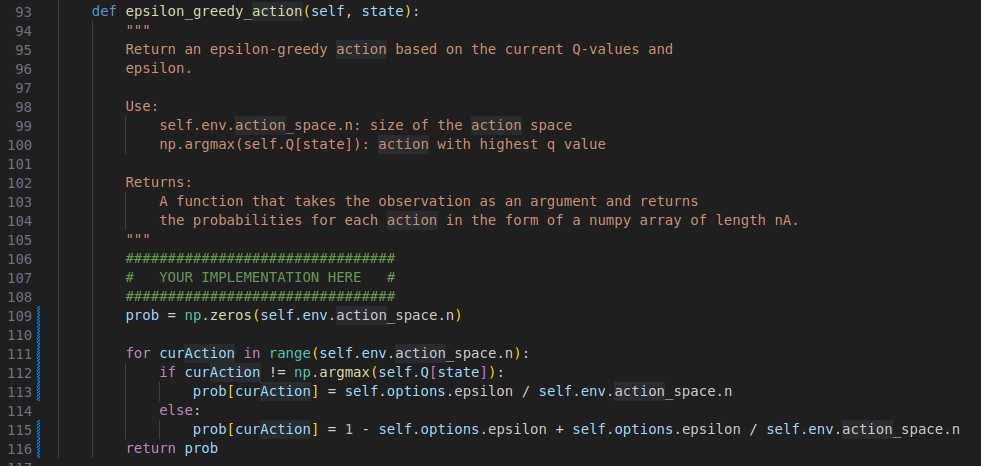 93 def epsilon_greedy_action(self, state):
94 """
95 Return an epsilon-greedy action based on the current Q-values and
96 epsilon.
97
98 Use:
99 self.env.action_space.n: size of the action space
100 np.argmax(self.Q[state]): action with highest q value
101
102 Returns:
103 A function that takes the observation as an argument and returns
104 the probabilities for each action in the form of a numpy array of length nA.
105 """
106 ################################
107 #   YOUR IMPLEMENTATION HERE   #
108 ################################
109 prob = np.zeros(self.env.action_space.n)
110
111 for curAction in range(self.env.action_space.n):
112 if curAction != np.argmax(self.Q[state]):
113 prob[curAction] = self.options.epsilon / self.env.action_space.n
114 else:
115 prob[curAction] = 1 - self.options.epsilon + self.options.epsilon / self.env.action_space.n
116 return prob
117